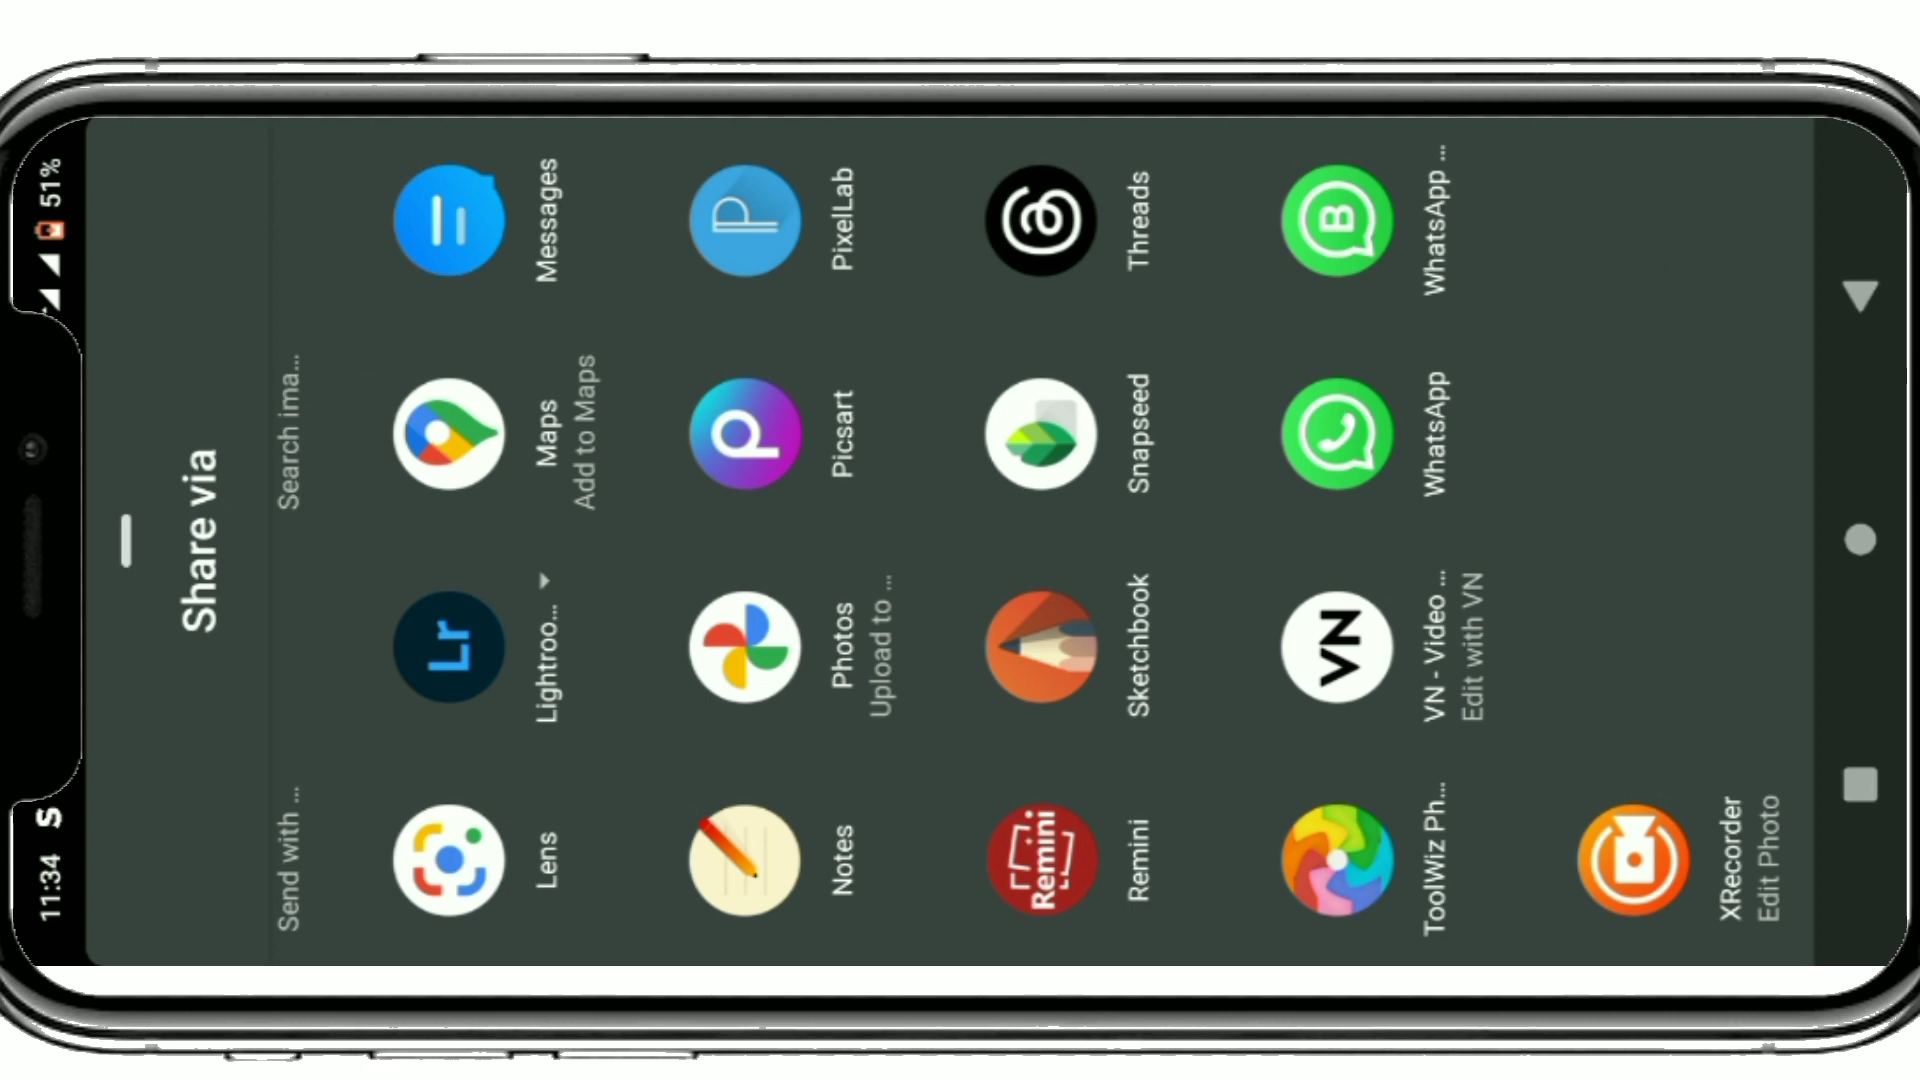 11:34 S 51%
Share via
Send with ...
Search ima...
Lens
Lightroo...
Maps
Messages
Add to Maps
Notes
Photos
Picsart
PixelLab
Upload to ...
Remini
Sketchbook
Snapseed
Threads
ToolWiz Ph...
VN - Video ...
WhatsApp
WhatsApp ...
Edit with VN
XRecorder
Edit Photo
Lr
P
Remini
VN
B